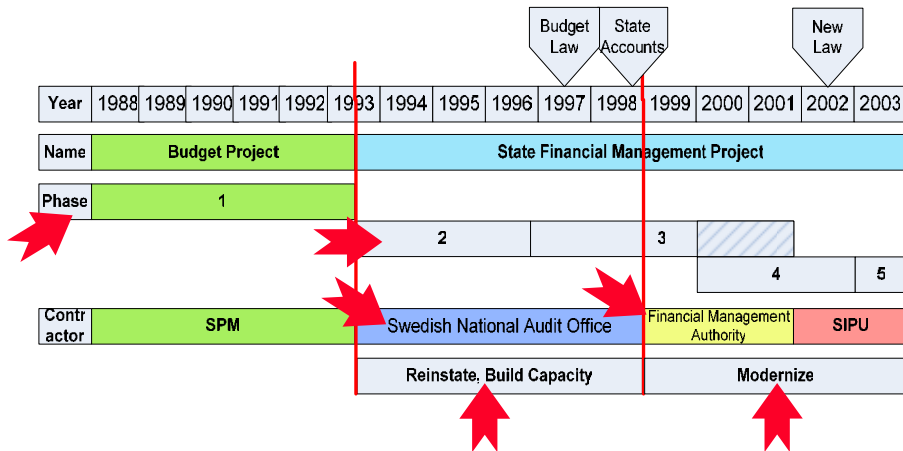 Budget
Law
State
Accounts
New
Law
Year 1988 1989 1990 1991 1992 1993 1994 1995 1996 1997 1998 1999 2000 2001 2002 2003
Name Budget Project State Financial Management Project
Phase 1
2 3
4 5
Contr
actor
SPM
Swedish National Audit Office
Financial Management
Authority
SIPU
Reinstate, Build Capacity Modernize